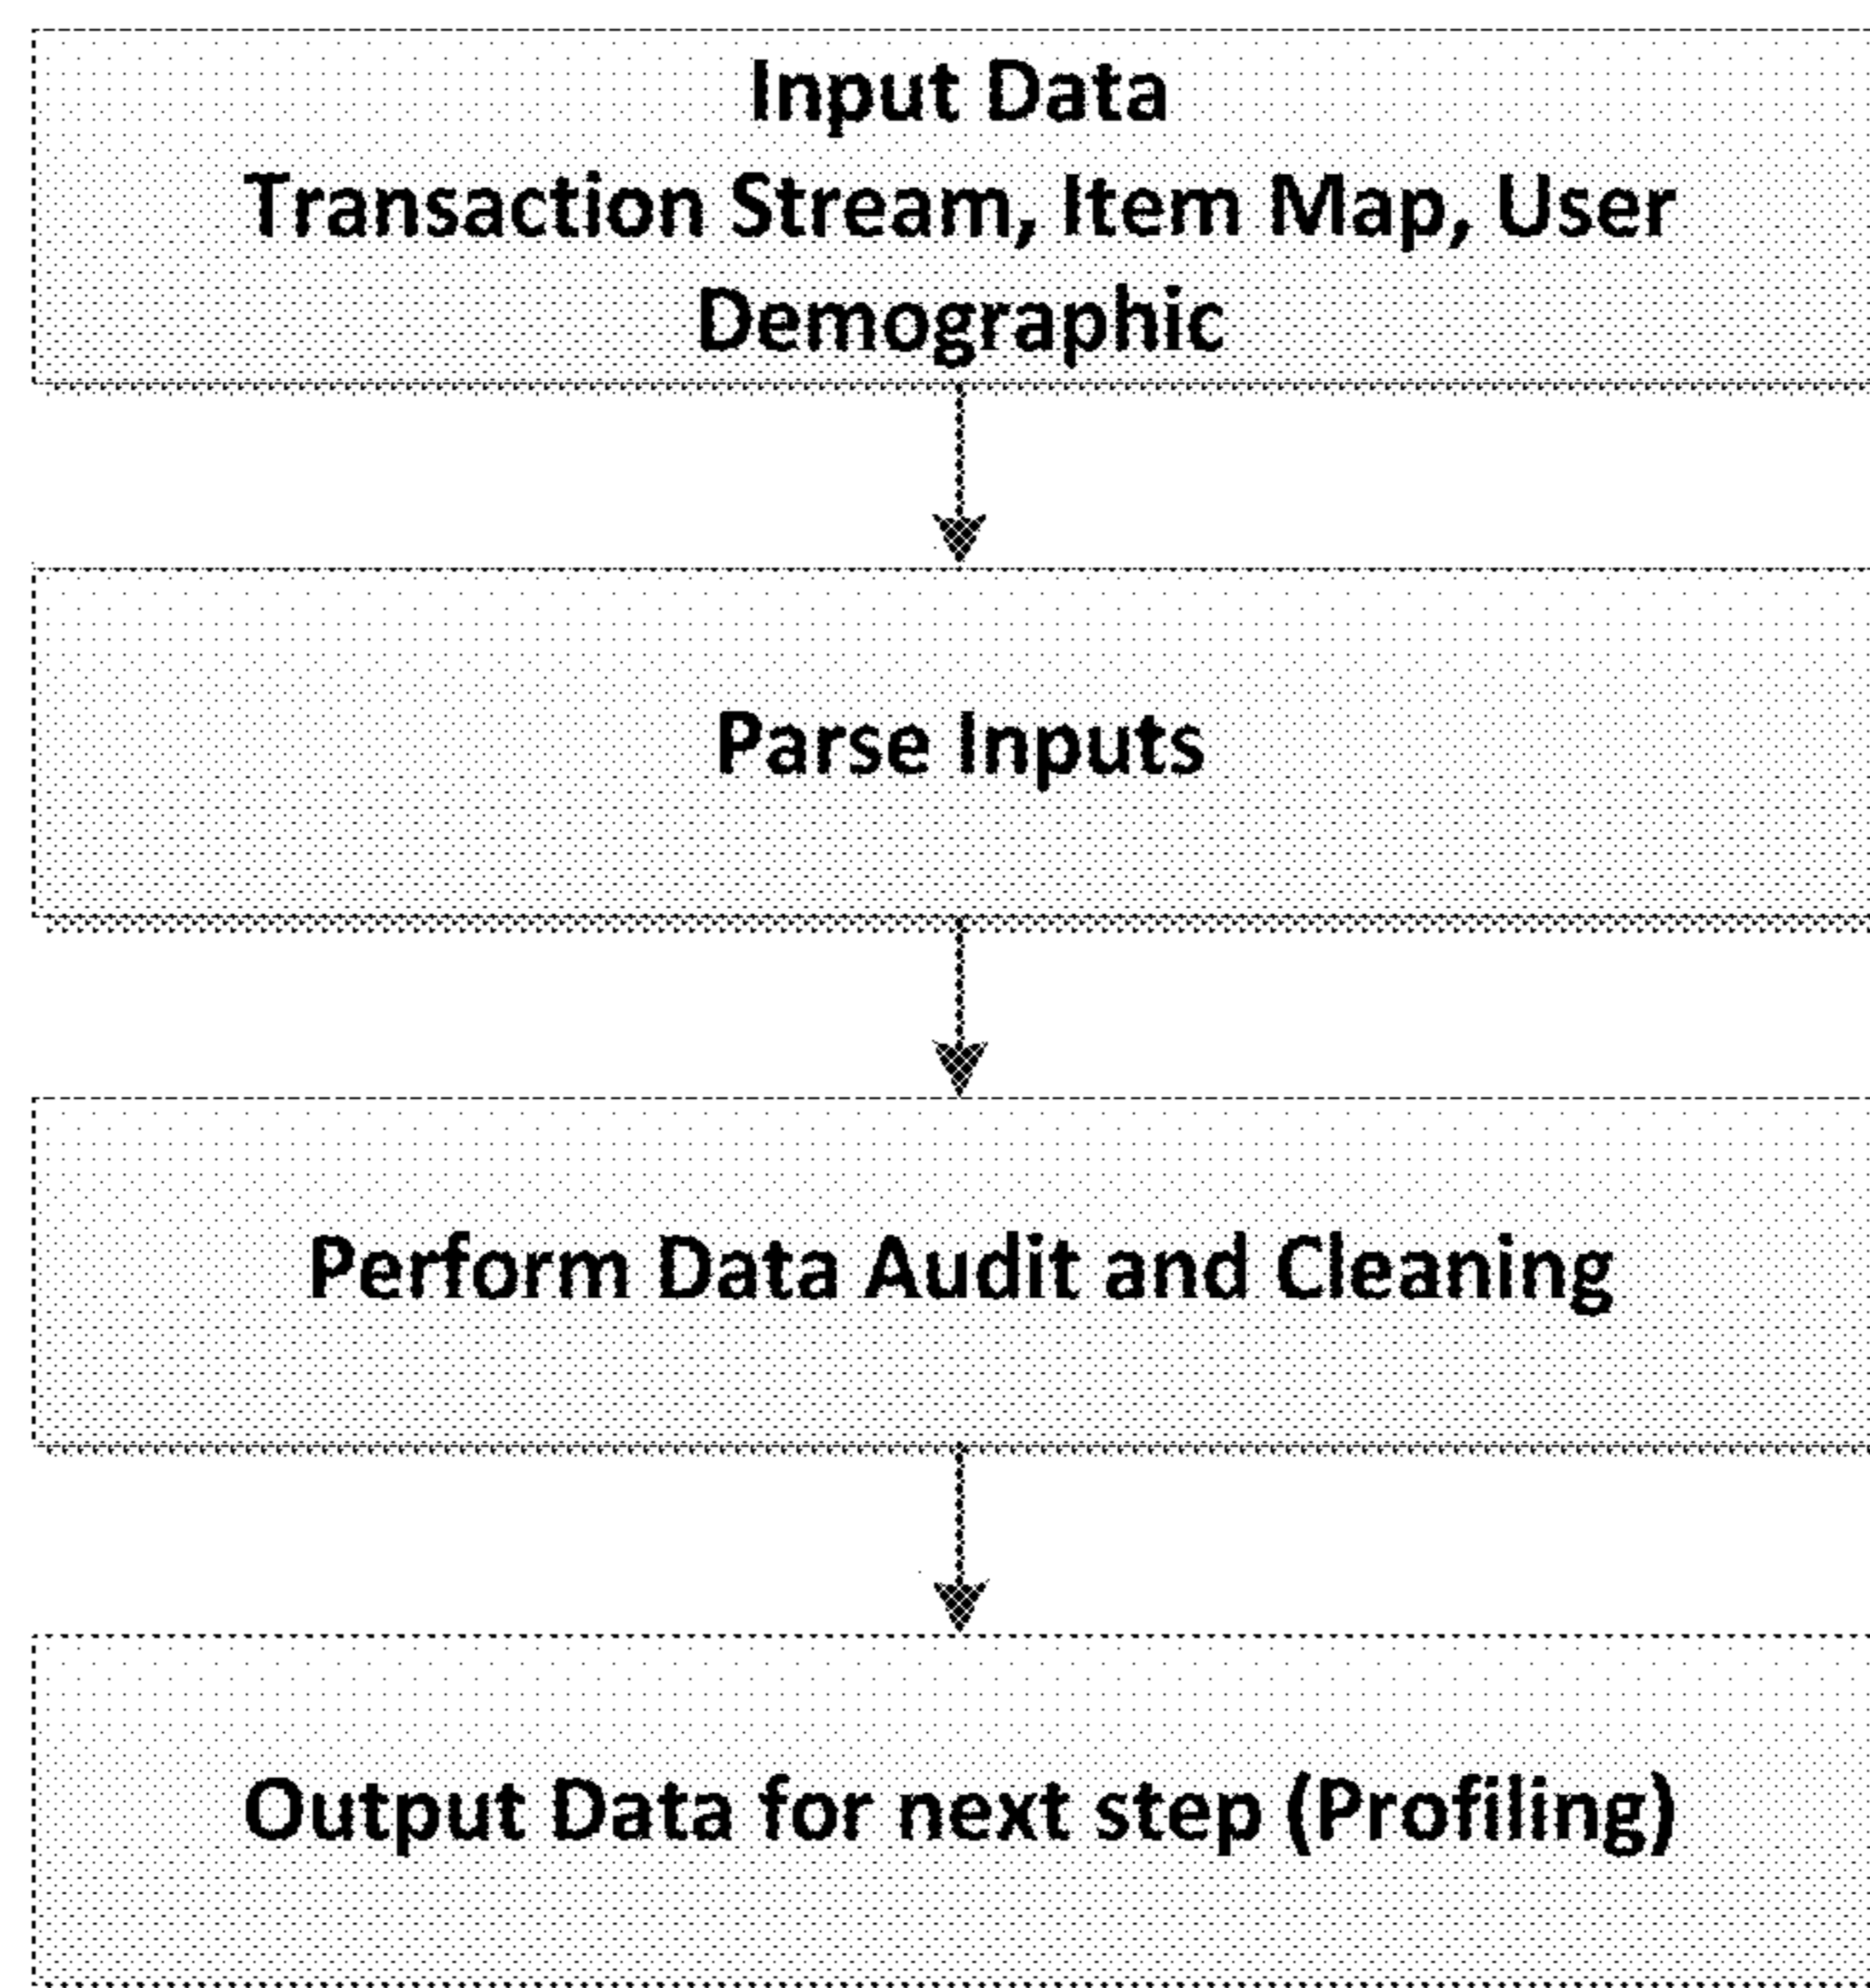 Input Data
Transaction Stream, Item Map, User
Demographic
Parse Inputs
Perform Data Audit and Cleaning
Output Data for next step (Profiling)